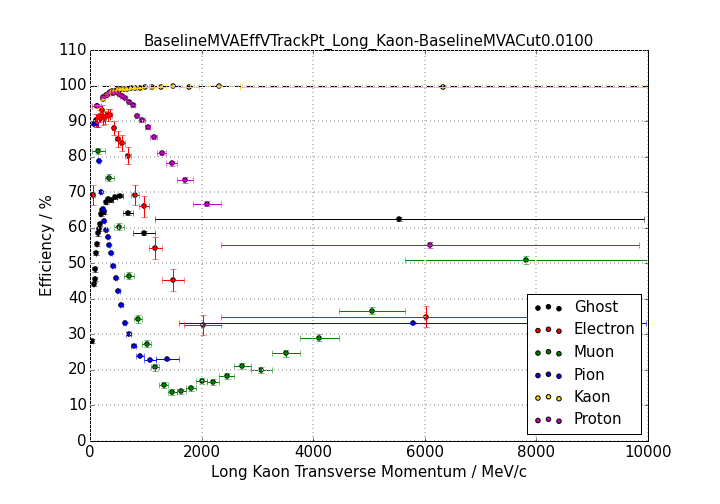 BaselineMVAEffVTrackPt_Long_Kaon-BaselineMVACut0.0100
110
100
90
80
70
60
50
40
30
20
10
0
Efficiency / %
Ghost
Electron
Muon
Pion
Kaon
Proton
0 2000 4000 6000 8000 10000
Long Kaon Transverse Momentum / MeV/c